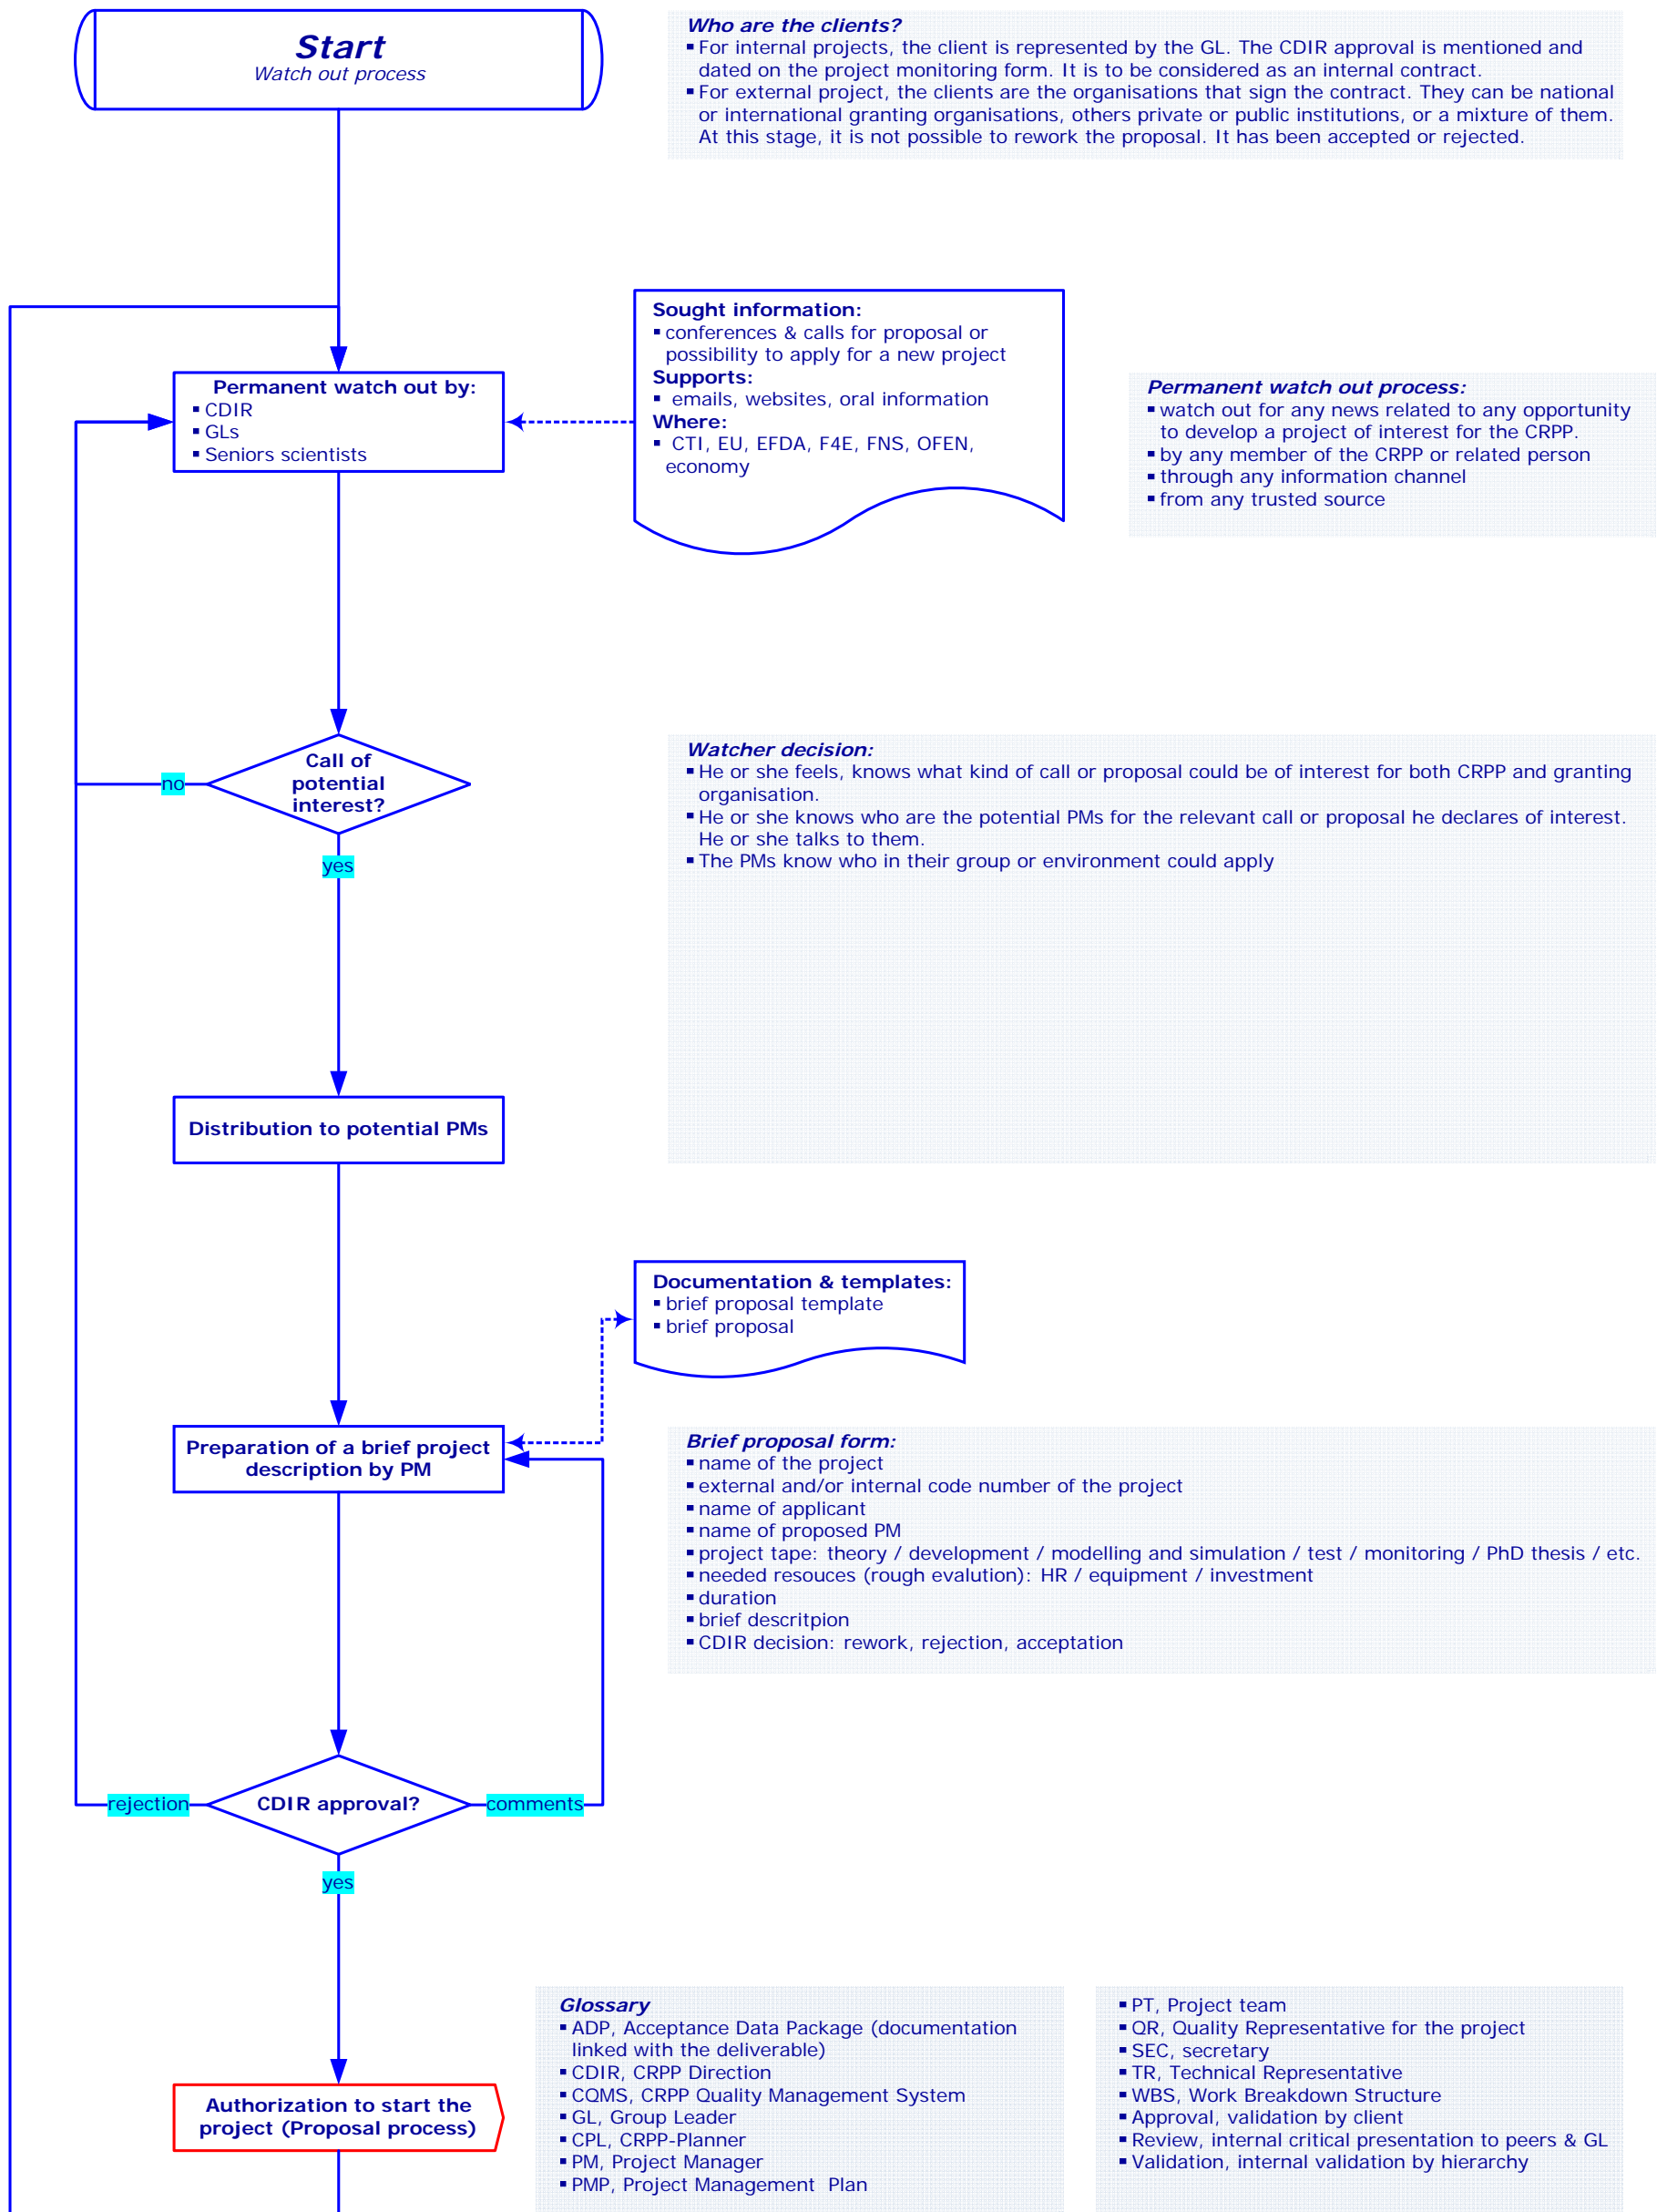 Start
Watch out process
Who are the clients?
▪ For internal projects, the client is represented by the GL. The CDIR approval is mentioned and
dated on the project monitoring form. It is to be considered as an internal contract.
▪ For external project, the clients are the organisations that sign the contract. They can be national
or international granting organisations, others private or public institutions, or a mixture of them.
At this stage, it is not possible to rework the proposal. It has been accepted or rejected.
Sought information:
▪ conferences & calls for proposal or
possibility to apply for a new project
Supports:
▪ emails, websites, oral information
Where:
▪ CTI, EU, EFDA, F4E, FNS, OFEN,
economy
Permanent watch out by:
▪ CDIR
▪ GLs
▪ Seniors scientists
Permanent watch out process:
▪ watch out for any news related to any opportunity
to develop a project of interest for the CRPP.
▪ by any member of the CRPP or related person
▪ through any information channel
▪ from any trusted source
Call of
potential
interest?
no
yes
Watcher decision:
▪ He or she feels, knows what kind of call or proposal could be of interest for both CRPP and granting
organisation.
▪ He or she knows who are the potential PMs for the relevant call or proposal he declares of interest.
He or she talks to them.
▪ The PMs know who in their group or environment could apply
Distribution to potential PMs
Documentation & templates:
▪ brief proposal template
▪ brief proposal
Preparation of a brief project
description by PM
Brief proposal form:
▪ name of the project
▪ external and/or internal code number of the project
▪ name of applicant
▪ name of proposed PM
▪ project tape: theory / development / modelling and simulation / test / monitoring / PhD thesis / etc.
▪ needed resouces (rough evalution): HR / equipment / investment
▪ duration
▪ brief descritpion
▪ CDIR decision: rework, rejection, acceptation
rejection
CDIR approval?
comments
yes
Authorization to start the
project (Proposal process)
Glossary
▪ ADP, Acceptance Data Package (documentation
linked with the deliverable)
▪ CDIR, CRPP Direction
▪ CQMS, CRPP Quality Management System
▪ GL, Group Leader
▪ CPL, CRPP-Planner
▪ PM, Project Manager
▪ PMP, Project Management Plan
▪ PT, Project team
▪ QR, Quality Representative for the project
▪ SEC, secretary
▪ TR, Technical Representative
▪ WBS, Work Breakdown Structure
▪ Approval, validation by client
▪ Review, internal critical presentation to peers & GL
▪ Validation, internal validation by hierarchy